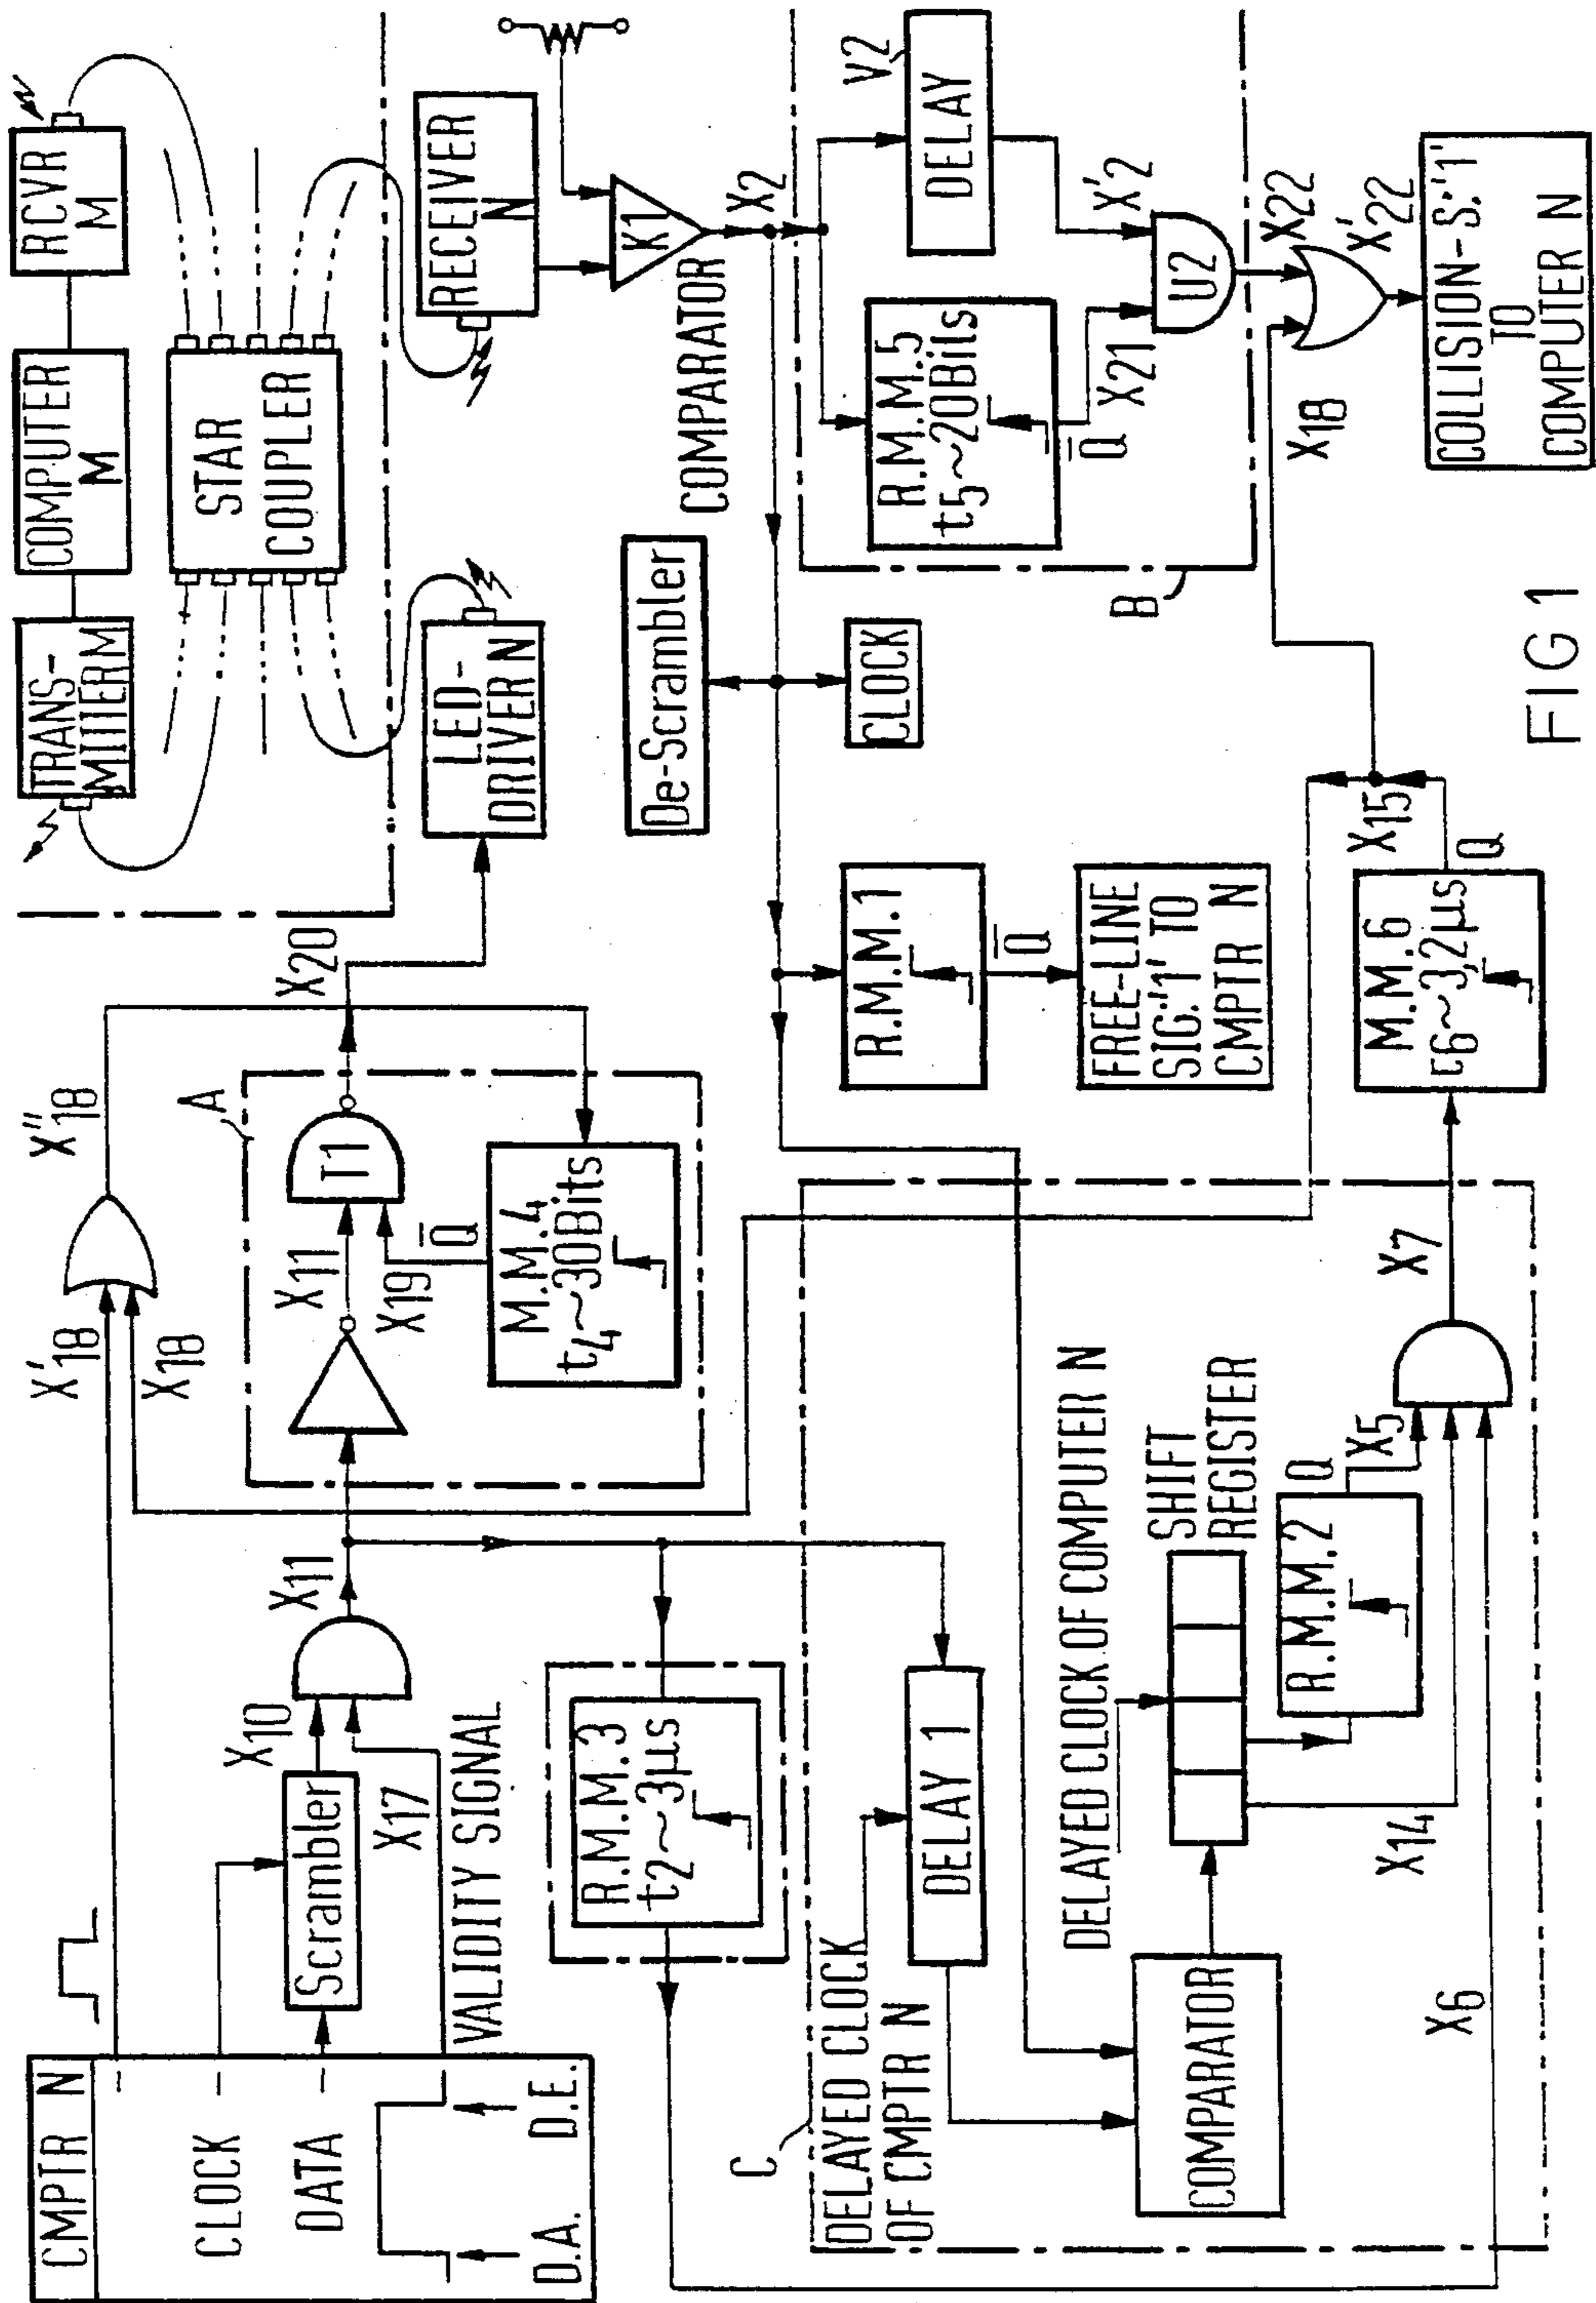 CMPTR N
CLOCK
DATA
D.A.
D.E.
VALIDITY SIGNAL
Scrambler
X10
X17
X11
X'18
X18
X''18
A
X11
X19
T1
Q̅
M.M.4
t4~30Bits
X20
TRANS-
MITTER M
COMPUTER
M
RCVR
M
STAR
COUPLER
LED-
DRIVER N
RECEIVER
N
K1
COMPARATOR
X2
De-Scrambler
CLOCK
R.M.M.1
Q̅
FREE-LINE
SIG.'1' TO
CMPTR N
R.M.M.5
t5~20Bits
Q̅
X21
DELAY
V2
X'2
U2
B
X22
X'22
X18
COLLISION-S.'1'
TO
COMPUTER N
R.M.M.3
t2~3µs
C
DELAYED CLOCK
OF CMPTR N
DELAY 1
COMPARATOR
DELAYED CLOCK OF COMPUTER N
SHIFT
REGISTER
R.M.M.2
Q
X5
X14
X6
X7
M.M.6
τ6~3,2µs
Q
X15
FIG 1